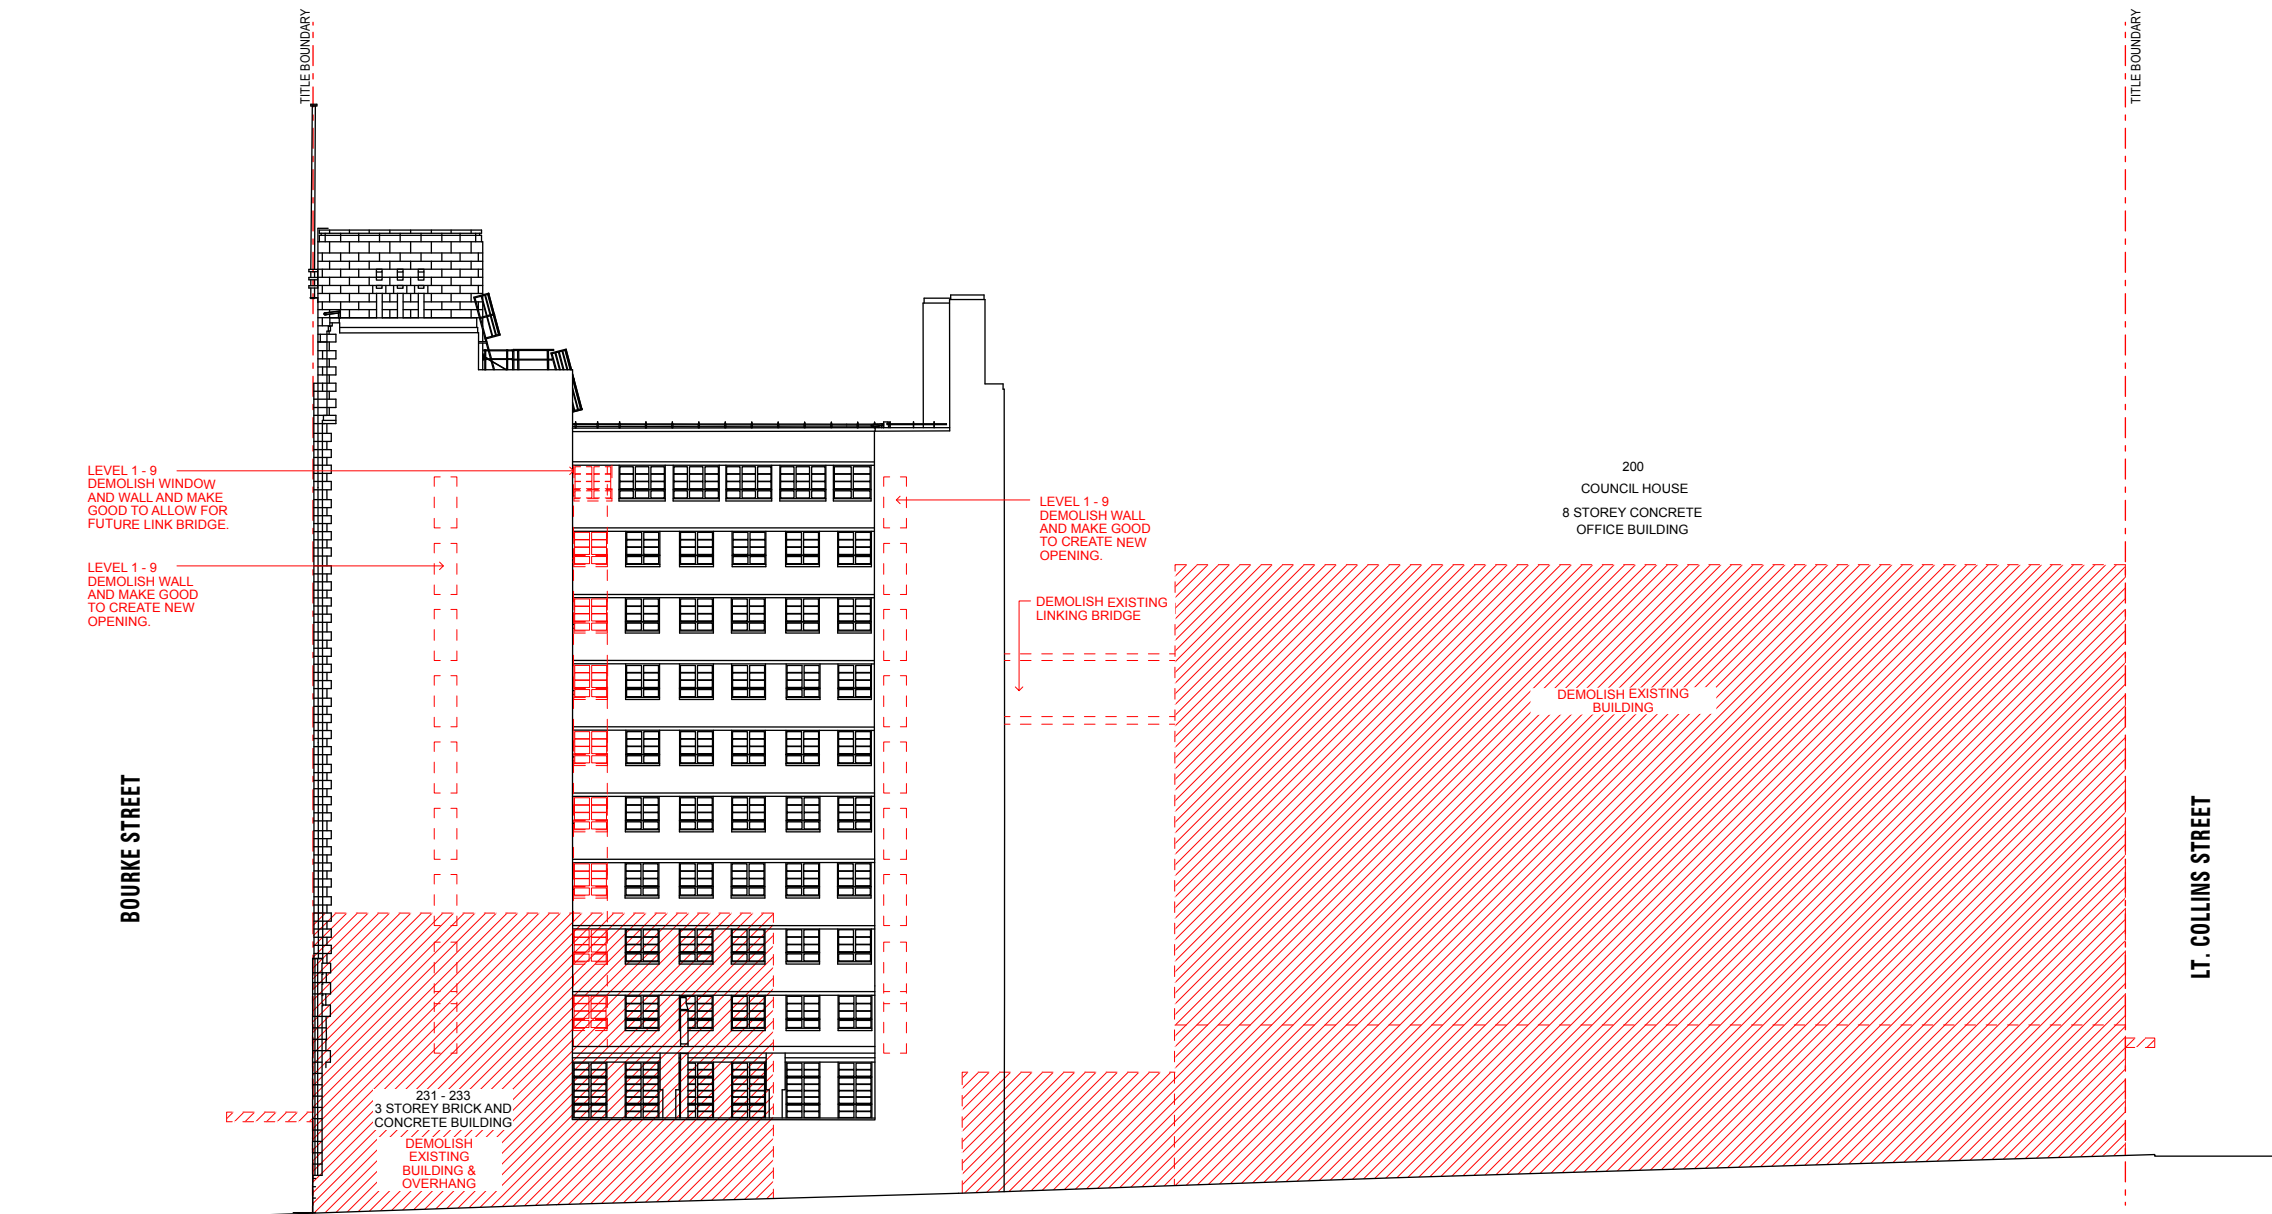 TITLE BOUNDARY
TITLE BOUNDARY
LEVEL 1 - 9
DEMOLISH WINDOW
AND WALL AND MAKE
GOOD TO ALLOW FOR
FUTURE LINK BRIDGE.
LEVEL 1 - 9
DEMOLISH WALL
AND MAKE GOOD
TO CREATE NEW
OPENING.
LEVEL 1 - 9
DEMOLISH WALL
AND MAKE GOOD
TO CREATE NEW
OPENING.
DEMOLISH EXISTING
LINKING BRIDGE
200
COUNCIL HOUSE
8 STOREY CONCRETE
OFFICE BUILDING
DEMOLISH EXISTING
BUILDING
BOURKE STREET
LT. COLLINS STREET
231 - 233
3 STOREY BRICK AND
CONCRETE BUILDING
DEMOLISH
EXISTING
BUILDING &
OVERHANG